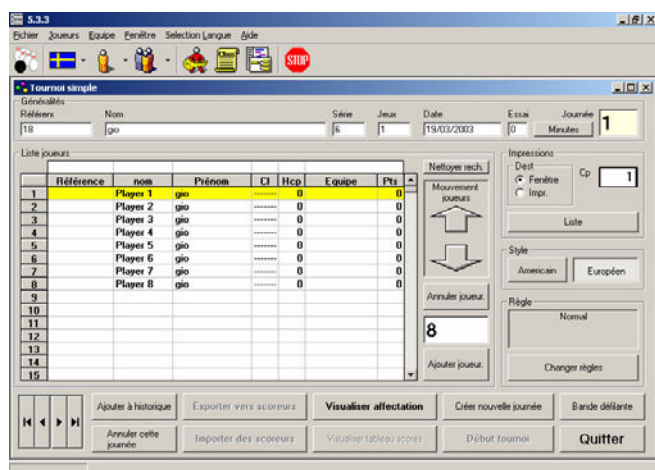 5.3.3
Fichier Joueurs Equipe Fenêtre Selection Langue Aide
STOP
Tournoi simple
Généralités
Référenv Nom Série Jeux Date Essai Journée
18 gio 6 1 19/03/2003 0 Minutes 1
Liste joueurs
Nettoyer rech.
Référence nom Prénom Cl Hcp Equipe Pts
1 Player 1 gio ------- 0 0
2 Player 2 gio ------- 0 0
3 Player 3 gio ------- 0 0
4 Player 4 gio ------- 0 0
5 Player 5 gio ------- 0 0
6 Player 6 gio ------- 0 0
7 Player 7 gio ------- 0 0
8 Player 8 gio ------- 0 0
9
10
11
12
13
14
15
Mouvement
joueurs
Annuler joueur.
8
Ajouter joueur.
Impressions
Dest
Fenêtre
Impr.
Cp 1
Liste
Style
Americain Européen
Règle
Normal
Changer règles
Ajouter à historique Exporter vers scoreurs Visualiser affectation Créer nouvelle journée Bande défilante
Annuler cette
journée
Importer des scoreurs Visualiser tableau scores Début tournoi Quitter